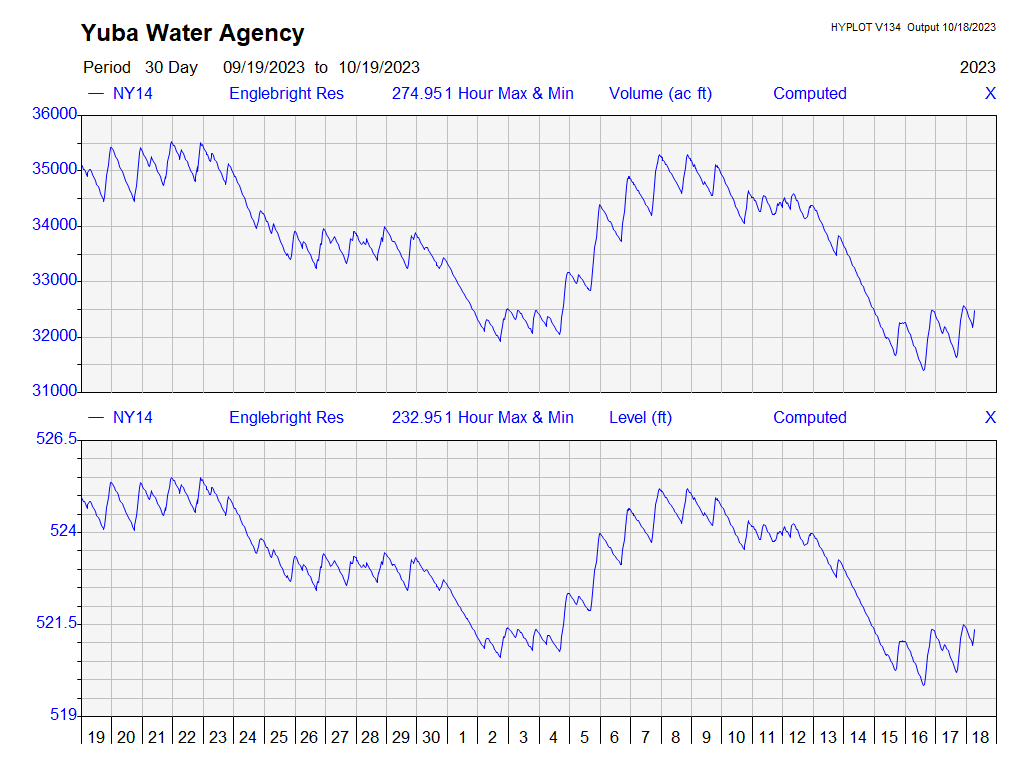 Yuba Water Agency
HYPLOT V134 Output 10/18/2023
Period 30 Day 09/19/2023 to 10/19/2023
2023
NY14 Englebright Res 274.951 Hour Max & Min Volume (ac ft) Computed X
36000
35000
34000
33000
32000
31000
NY14 Englebright Res 232.951 Hour Max & Min Level (ft) Computed X
526.5
524
521.5
519
19 20 21 22 23 24 25 26 27 28 29 30 1 2 3 4 5 6 7 8 9 10 11 12 13 14 15 16 17 18